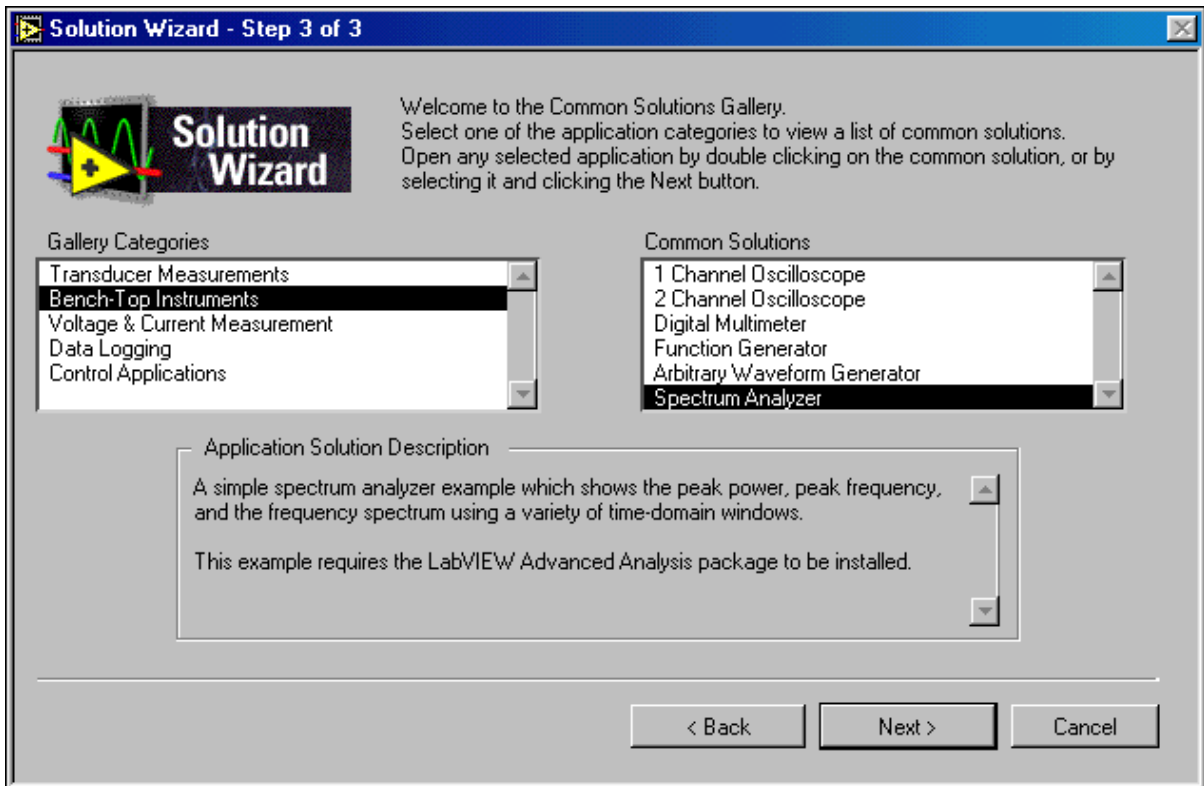 Solution Wizard - Step 3 of 3
Solution
Wizard
Welcome to the Common Solutions Gallery.
Select one of the application categories to view a list of common solutions.
Open any selected application by double clicking on the common solution, or by
selecting it and clicking the Next button.
Gallery Categories
Transducer Measurements
Bench-Top Instruments
Voltage & Current Measurement
Data Logging
Control Applications
Common Solutions
1 Channel Oscilloscope
2 Channel Oscilloscope
Digital Multimeter
Function Generator
Arbitrary Waveform Generator
Spectrum Analyzer
Application Solution Description
A simple spectrum analyzer example which shows the peak power, peak frequency,
and the frequency spectrum using a variety of time-domain windows.
This example requires the LabVIEW Advanced Analysis package to be installed.
< Back
Next >
Cancel